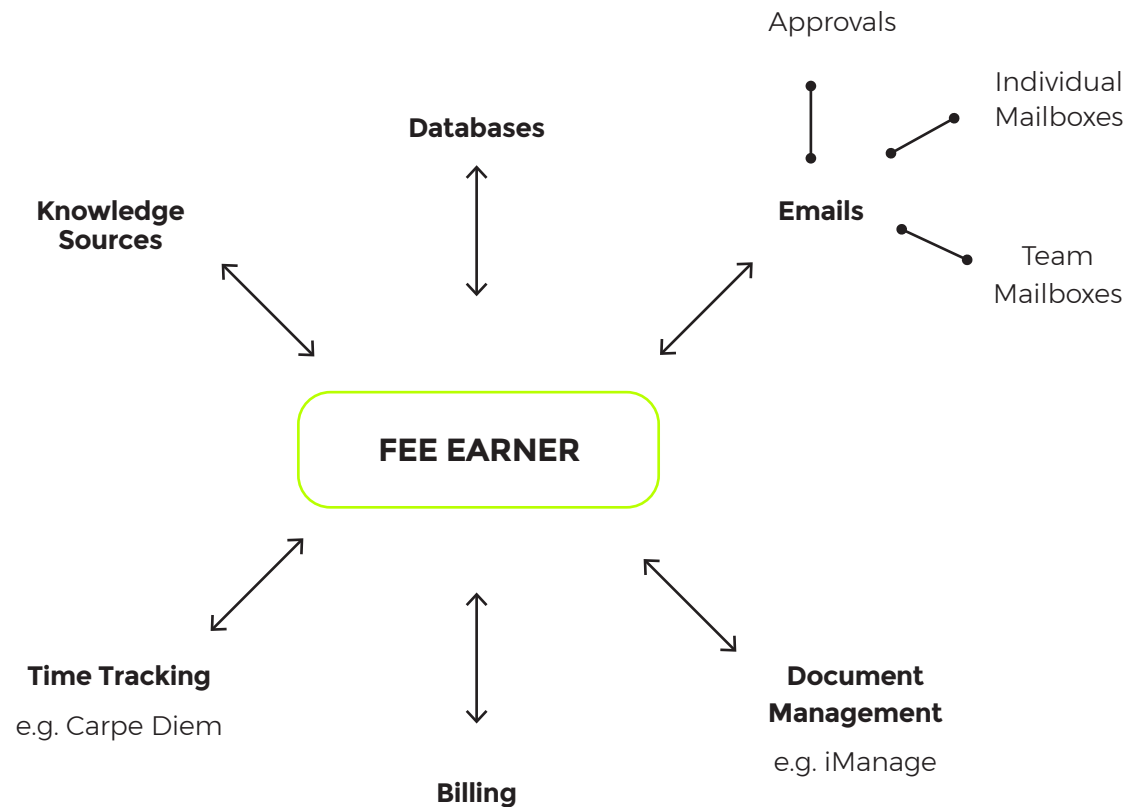 Approvals
Individual
Mailboxes
Databases
Knowledge
Sources
Emails
Team
Mailboxes
FEE EARNER
Time Tracking
e.g. Carpe Diem
Document
Management
e.g. iManage
Billing